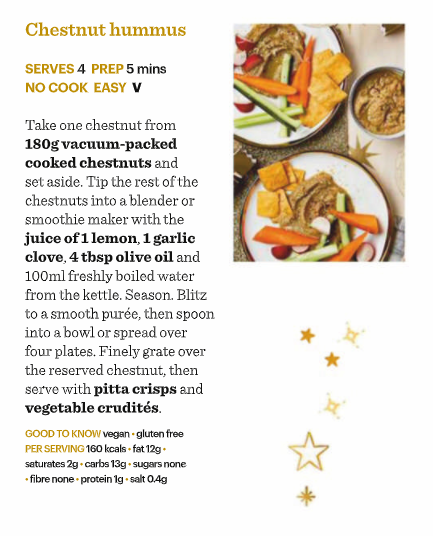 Chestnut hummus
SERVES 4 PREP 5 mins
NO COOK EASY V
Take one chestnut from
180g vacuum-packed
cooked chestnuts and
set aside. Tip the rest of the
chestnuts into a blender or
smoothie maker with the
juice of 1 lemon, 1 garlic
clove, 4 tbsp olive oil and
100ml freshly boiled water
from the kettle. Season. Blitz
to a smooth purée, then spoon
into a bowl or spread over
four plates. Finely grate over
the reserved chestnut, then
serve with pitta crisps and
vegetable crudités.
GOOD TO KNOW vegan • gluten free
PER SERVING 160 kcals • fat 12g •
saturates 2g • carbs 13g • sugars none
• fibre none • protein 1g • salt 0.4g